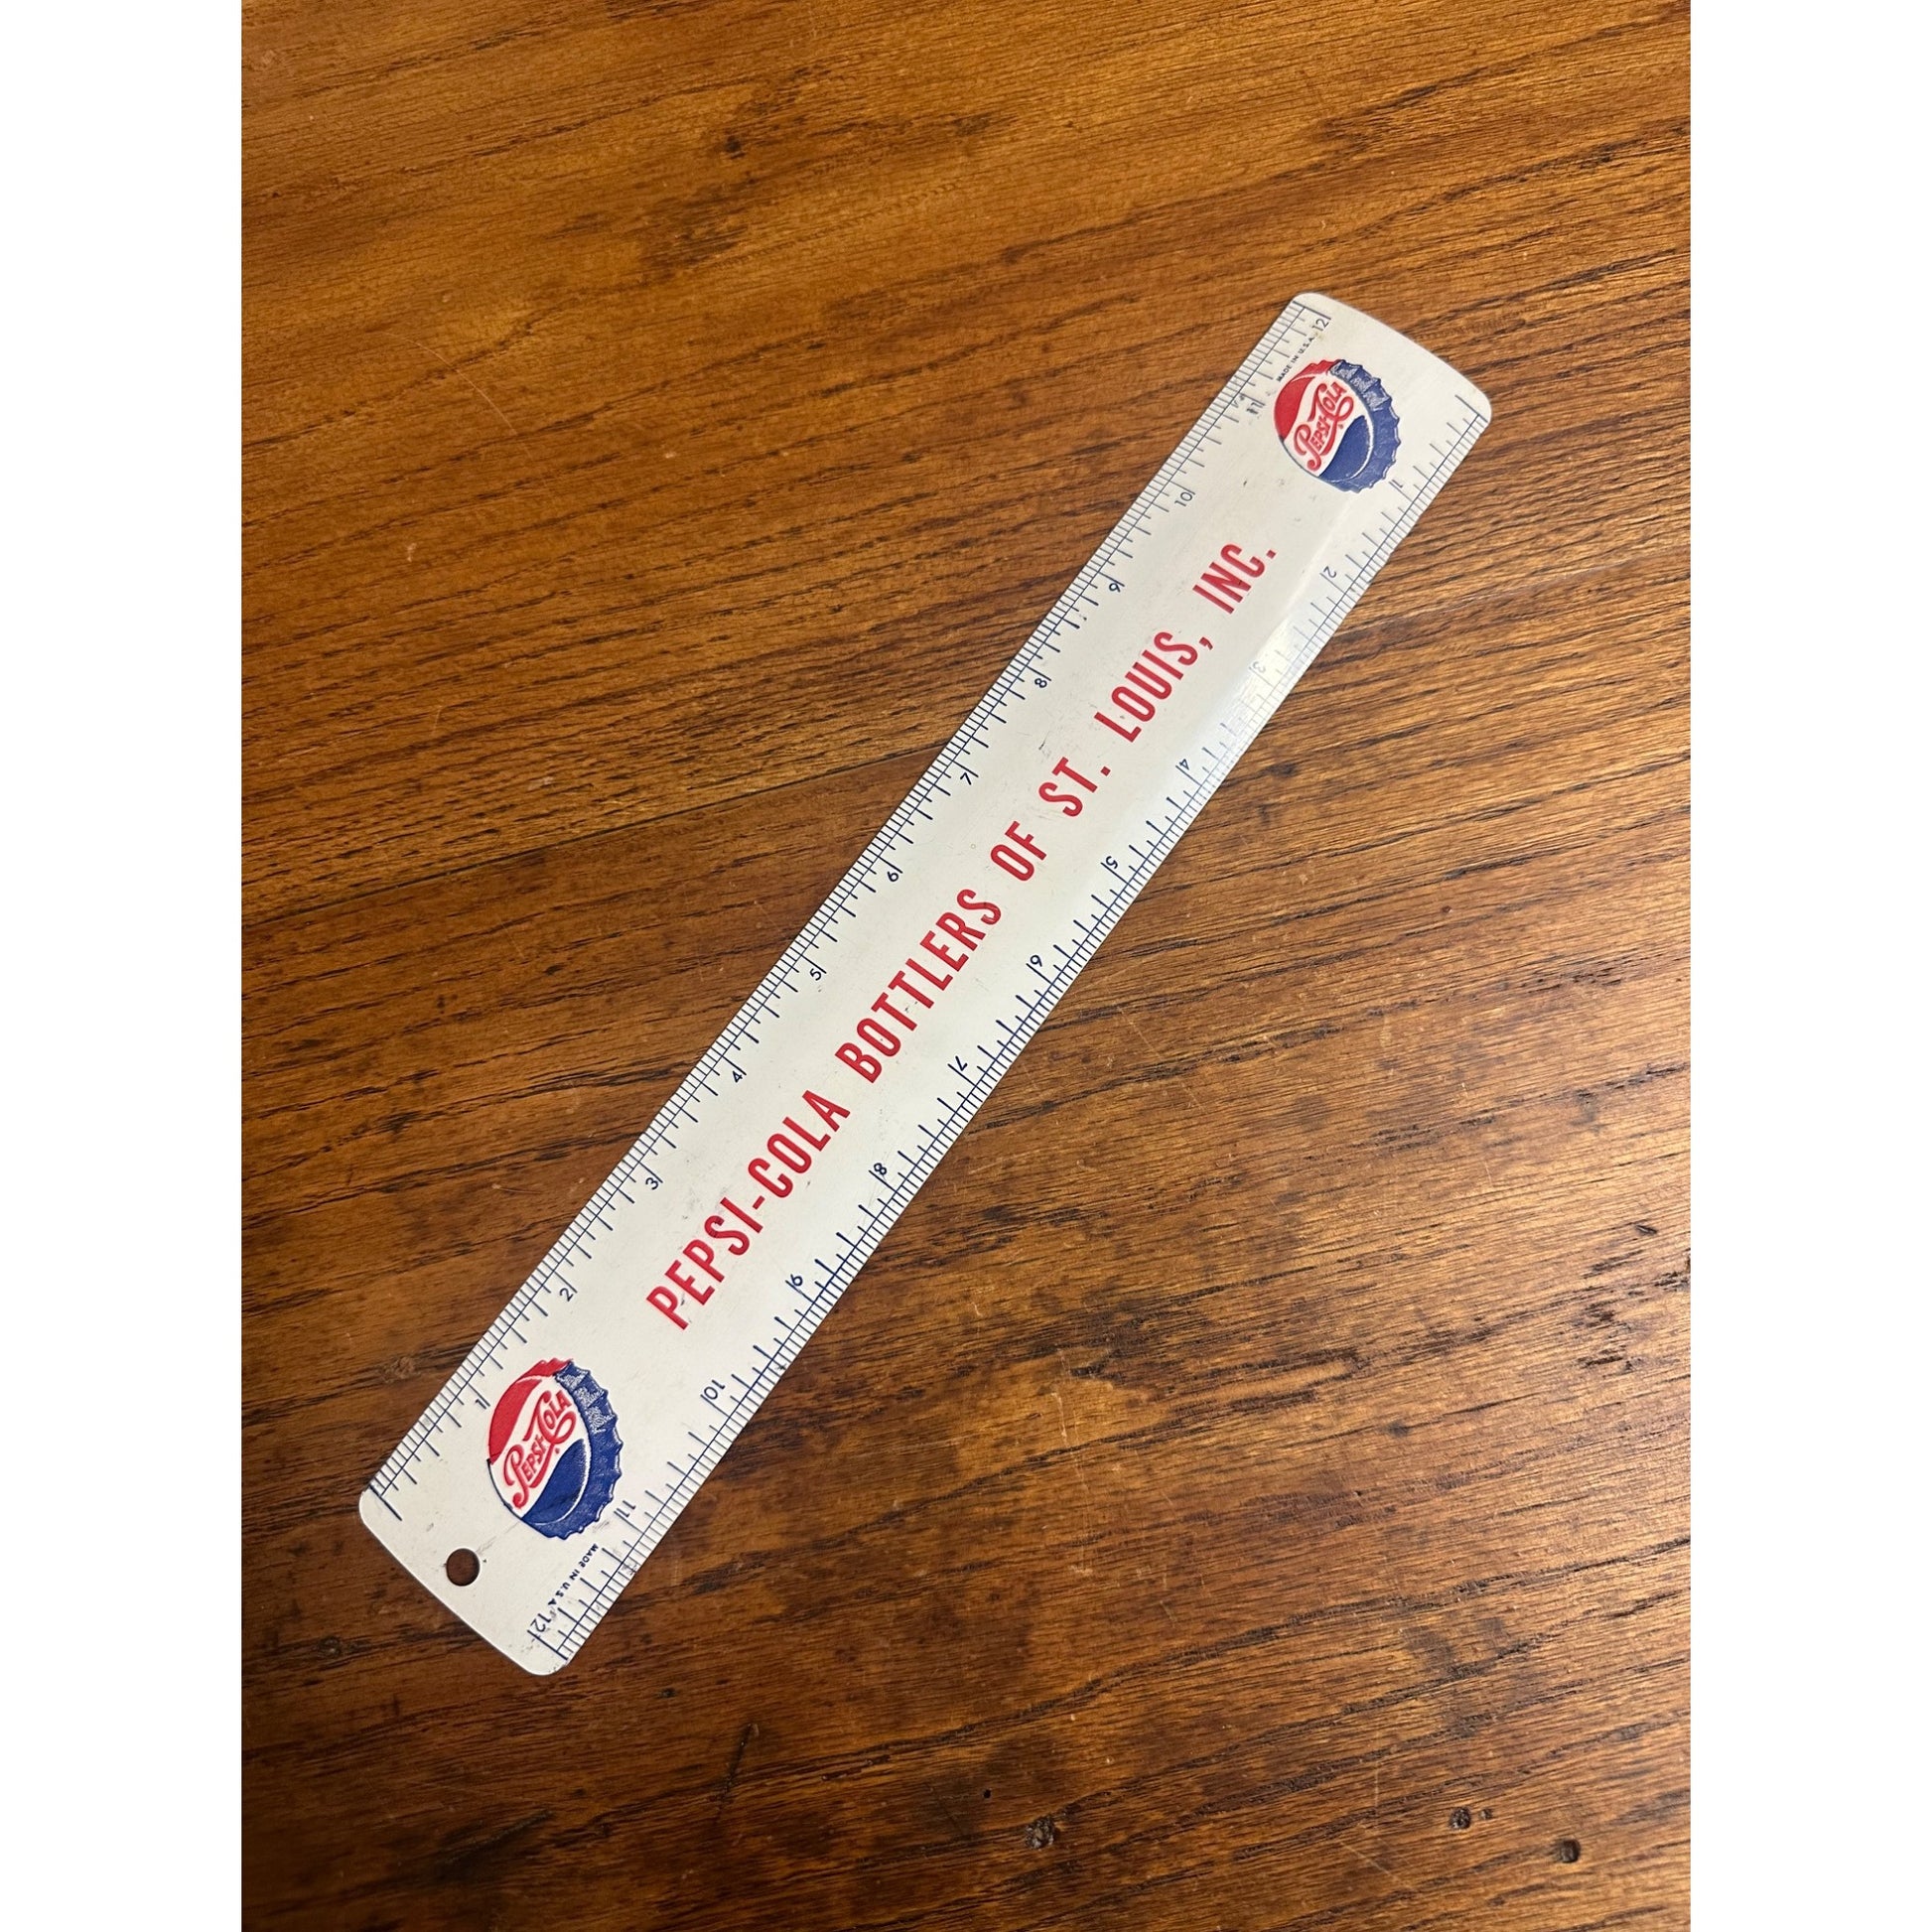 PEPSI-COLA BOTTLERS OF ST. LOUIS, INC.
PEPSI-COLA
PEPSI-COLA
MADE IN U.S.A.
MADE IN U.S.A.
1 2 3 4 5 6 7 8 9 10 11 12
1 2 3 4 5 6 7 8 9 10 11 12